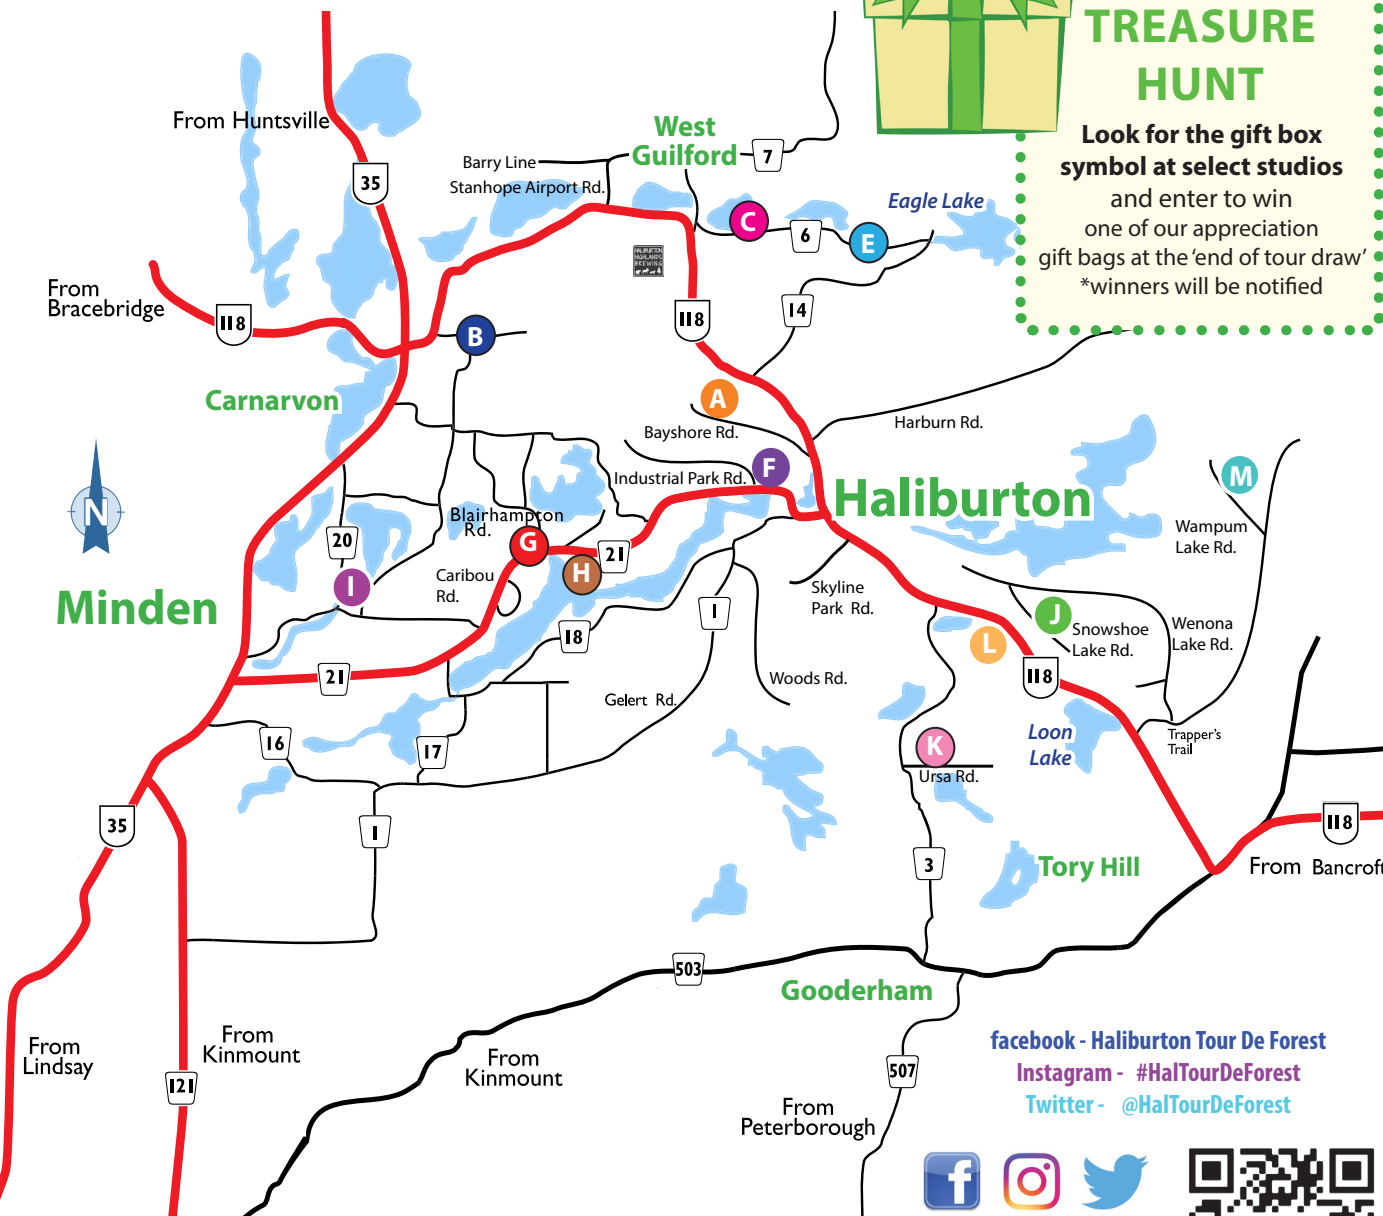 TREASURE
HUNT
Look for the gift box
symbol at select studios
and enter to win
one of our appreciation
gift bags at the 'end of tour draw'
*winners will be notified
From Huntsville
35
West
Guilford
7
Barry Line
Stanhope Airport Rd.
Eagle Lake
C
6
E
HALIBURTON
HIGHLANDS
BREWING
From
Bracebridge
118
118
14
B
Carnarvon
A
Bayshore Rd.
Harburn Rd.
Industrial Park Rd.
F
Haliburton
M
N
Blairhampton
Rd.
Wampum
Lake Rd.
20
G
21
H
I
Caribou
Rd.
Skyline
Park Rd.
Minden
1
18
J
Snowshoe
Lake Rd.
Wenona
Lake Rd.
L
21
118
Woods Rd.
Gelert Rd.
16
17
Loon
Lake
Trapper's
Trail
K
Ursa Rd.
35
1
118
3
Tory Hill
From Bancroft
503
Gooderham
From
Lindsay
From
Kinmount
121
From
Kinmount
507
From
Peterborough
facebook - Haliburton Tour De Forest
Instagram - #HalTourDeForest
Twitter - @HalTourDeForest
f